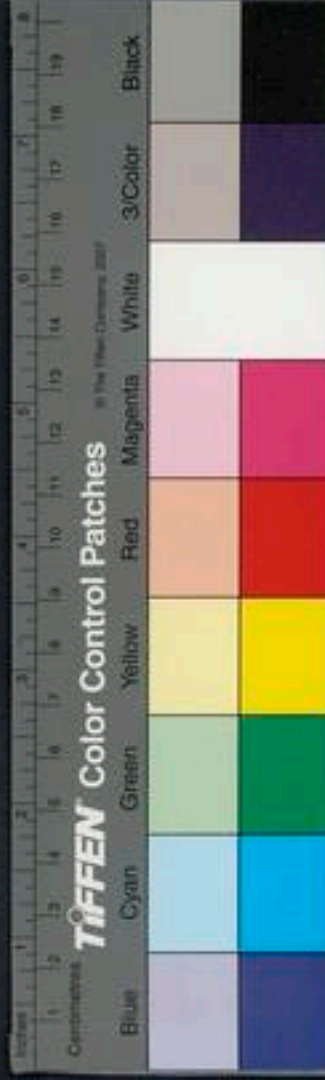 Inches 1 2 3 4 5 6 7 8
Centimetres 1 2 3 4 5 6 7 8 9 10 11 12 13 14 15 16 17 18 19
TIFFEN Color Control Patches © The Tiffen Company, 2007
Blue Cyan Green Yellow Red Magenta White 3/Color Black